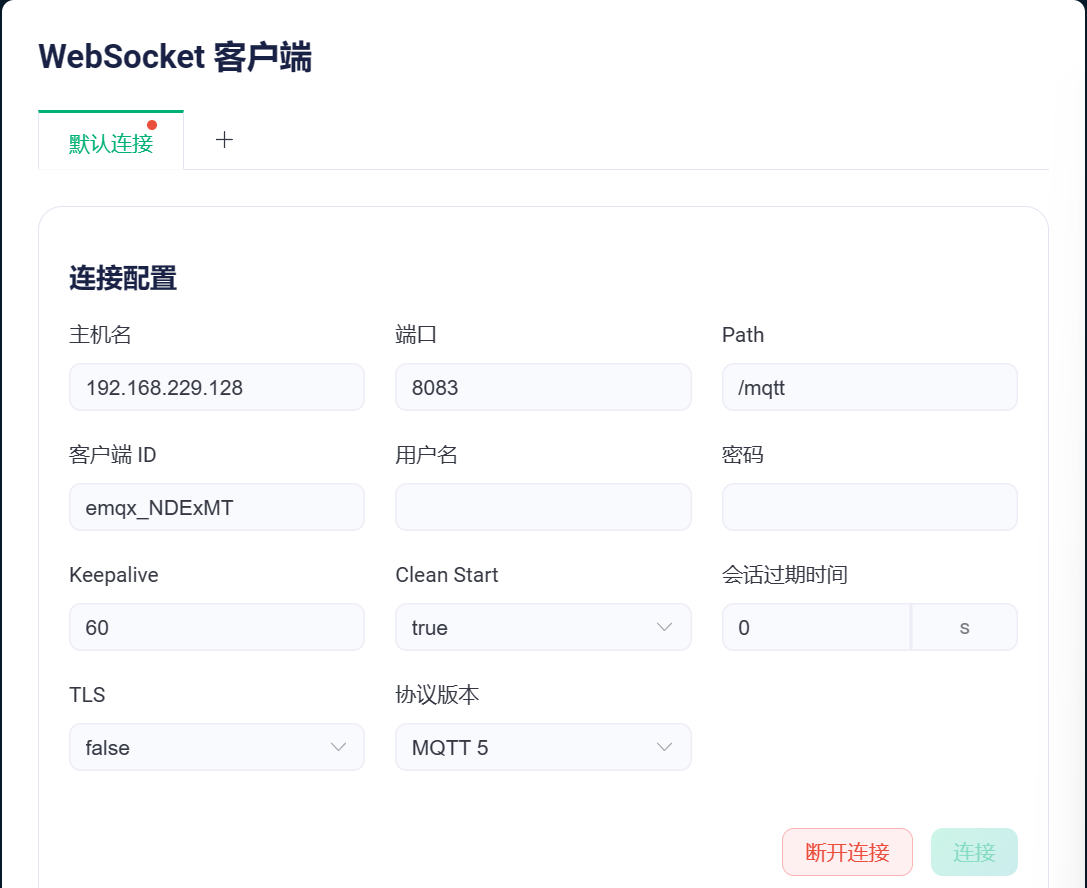 WebSocket 客户端
默认连接
连接配置
主机名 端口 Path
192.168.229.128 8083 /mqtt
客户端 ID 用户名 密码
emqx_NDExMT
Keepalive Clean Start 会话过期时间
60 true 0 s
TLS 协议版本
false MQTT 5
断开连接 连接